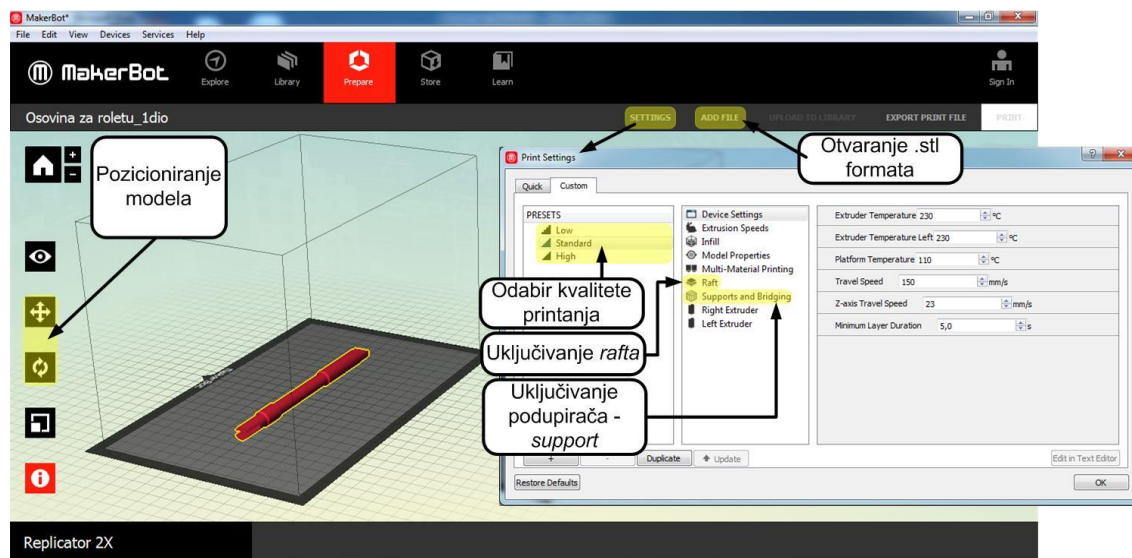 MakerBot*
File Edit View Devices Services Help
MakerBot
Explore
Library
Prepare
Store
Learn
Sign In
Osovina za roletu_1dio
SETTINGS
ADD FILE
UPLOAD TO LIBRARY
EXPORT PRINT FILE
PRINT
Pozicioniranje
modela
Otvaranje .stl
formata
Print Settings
Quick
Custom
PRESETS
Low
Standard
High
Odabir kvalitete
printanja
Uključivanje rafta
Uključivanje
podupirača -
support
Device Settings
Extrusion Speeds
Infill
Model Properties
Multi-Material Printing
Raft
Supports and Bridging
Right Extruder
Left Extruder
Extruder Temperature 230 °C
Extruder Temperature Left 230 °C
Platform Temperature 110 °C
Travel Speed 150 mm/s
Z-axis Travel Speed 23 mm/s
Minimum Layer Duration 5,0 s
+
-
Duplicate
Update
Edit in Text Editor
Restore Defaults
OK
Replicator 2X